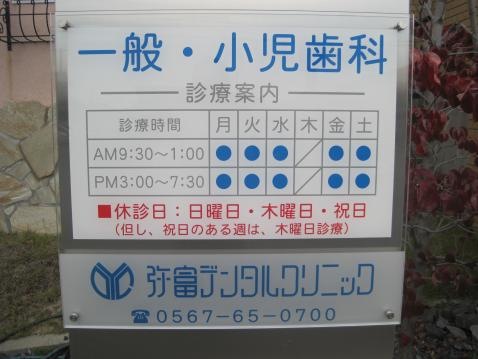 一般・小児歯科
診療案内
診療時間 月 火 水 木 金 土
AM9:30～1:00 ● ● ● ／ ● ●
PM3:00～7:30 ● ● ● ／ ● ●
■休診日：日曜日・木曜日・祝日
(但し、祝日のある週は、木曜日診療)
弥富デンタルクリニック
☎0567-65-0700